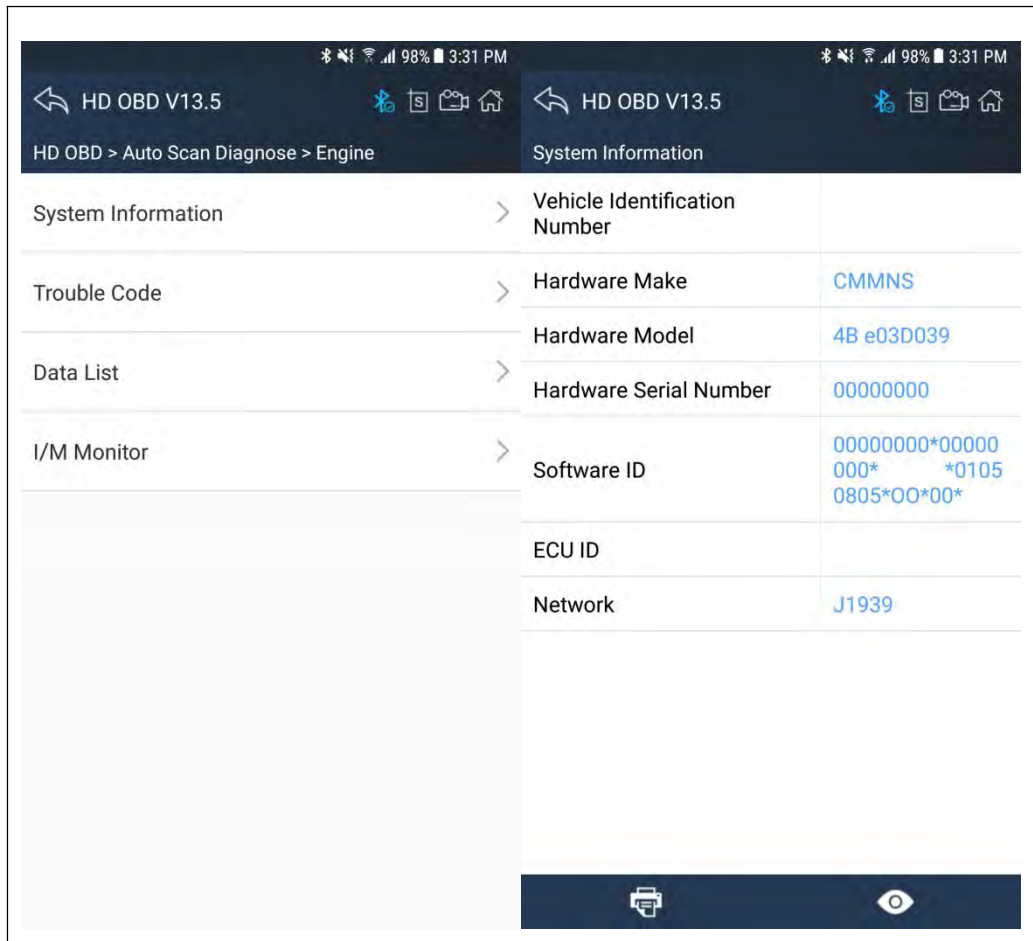 98% 3:31 PM
HD OBD V13.5
S
HD OBD > Auto Scan Diagnose > Engine
System Information
Trouble Code
Data List
I/M Monitor
98% 3:31 PM
HD OBD V13.5
S
System Information
Vehicle Identification
Number
Hardware Make CMMNS
Hardware Model 4B e03D039
Hardware Serial Number 00000000
Software ID 00000000*00000
000* *0105
0805*OO*00*
ECU ID
Network J1939